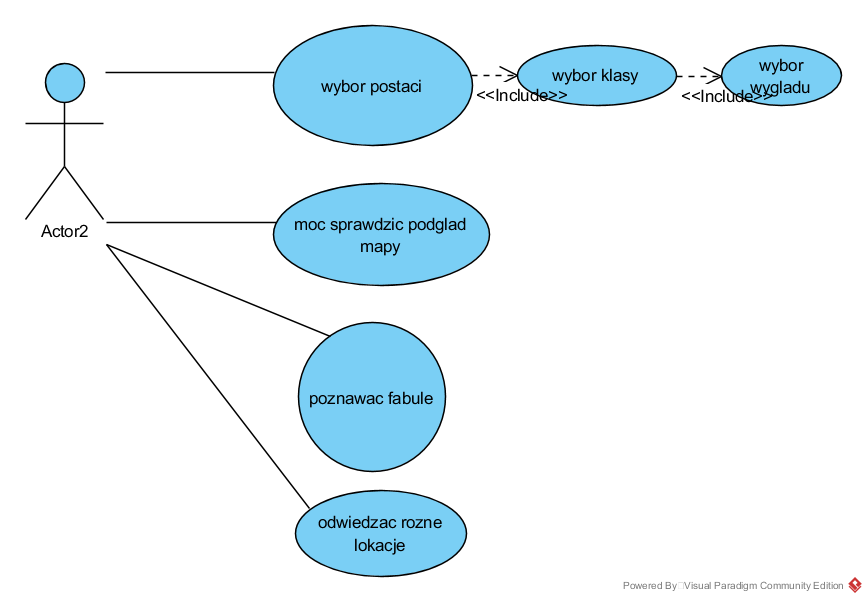 wybor postaci
<<Include>>
wybor klasy
<<Include>>
wybor
wygladu
Actor2
moc sprawdzic podglad
mapy
poznawac fabule
odwiedzac rozne
lokacje
Powered By Visual Paradigm Community Edition